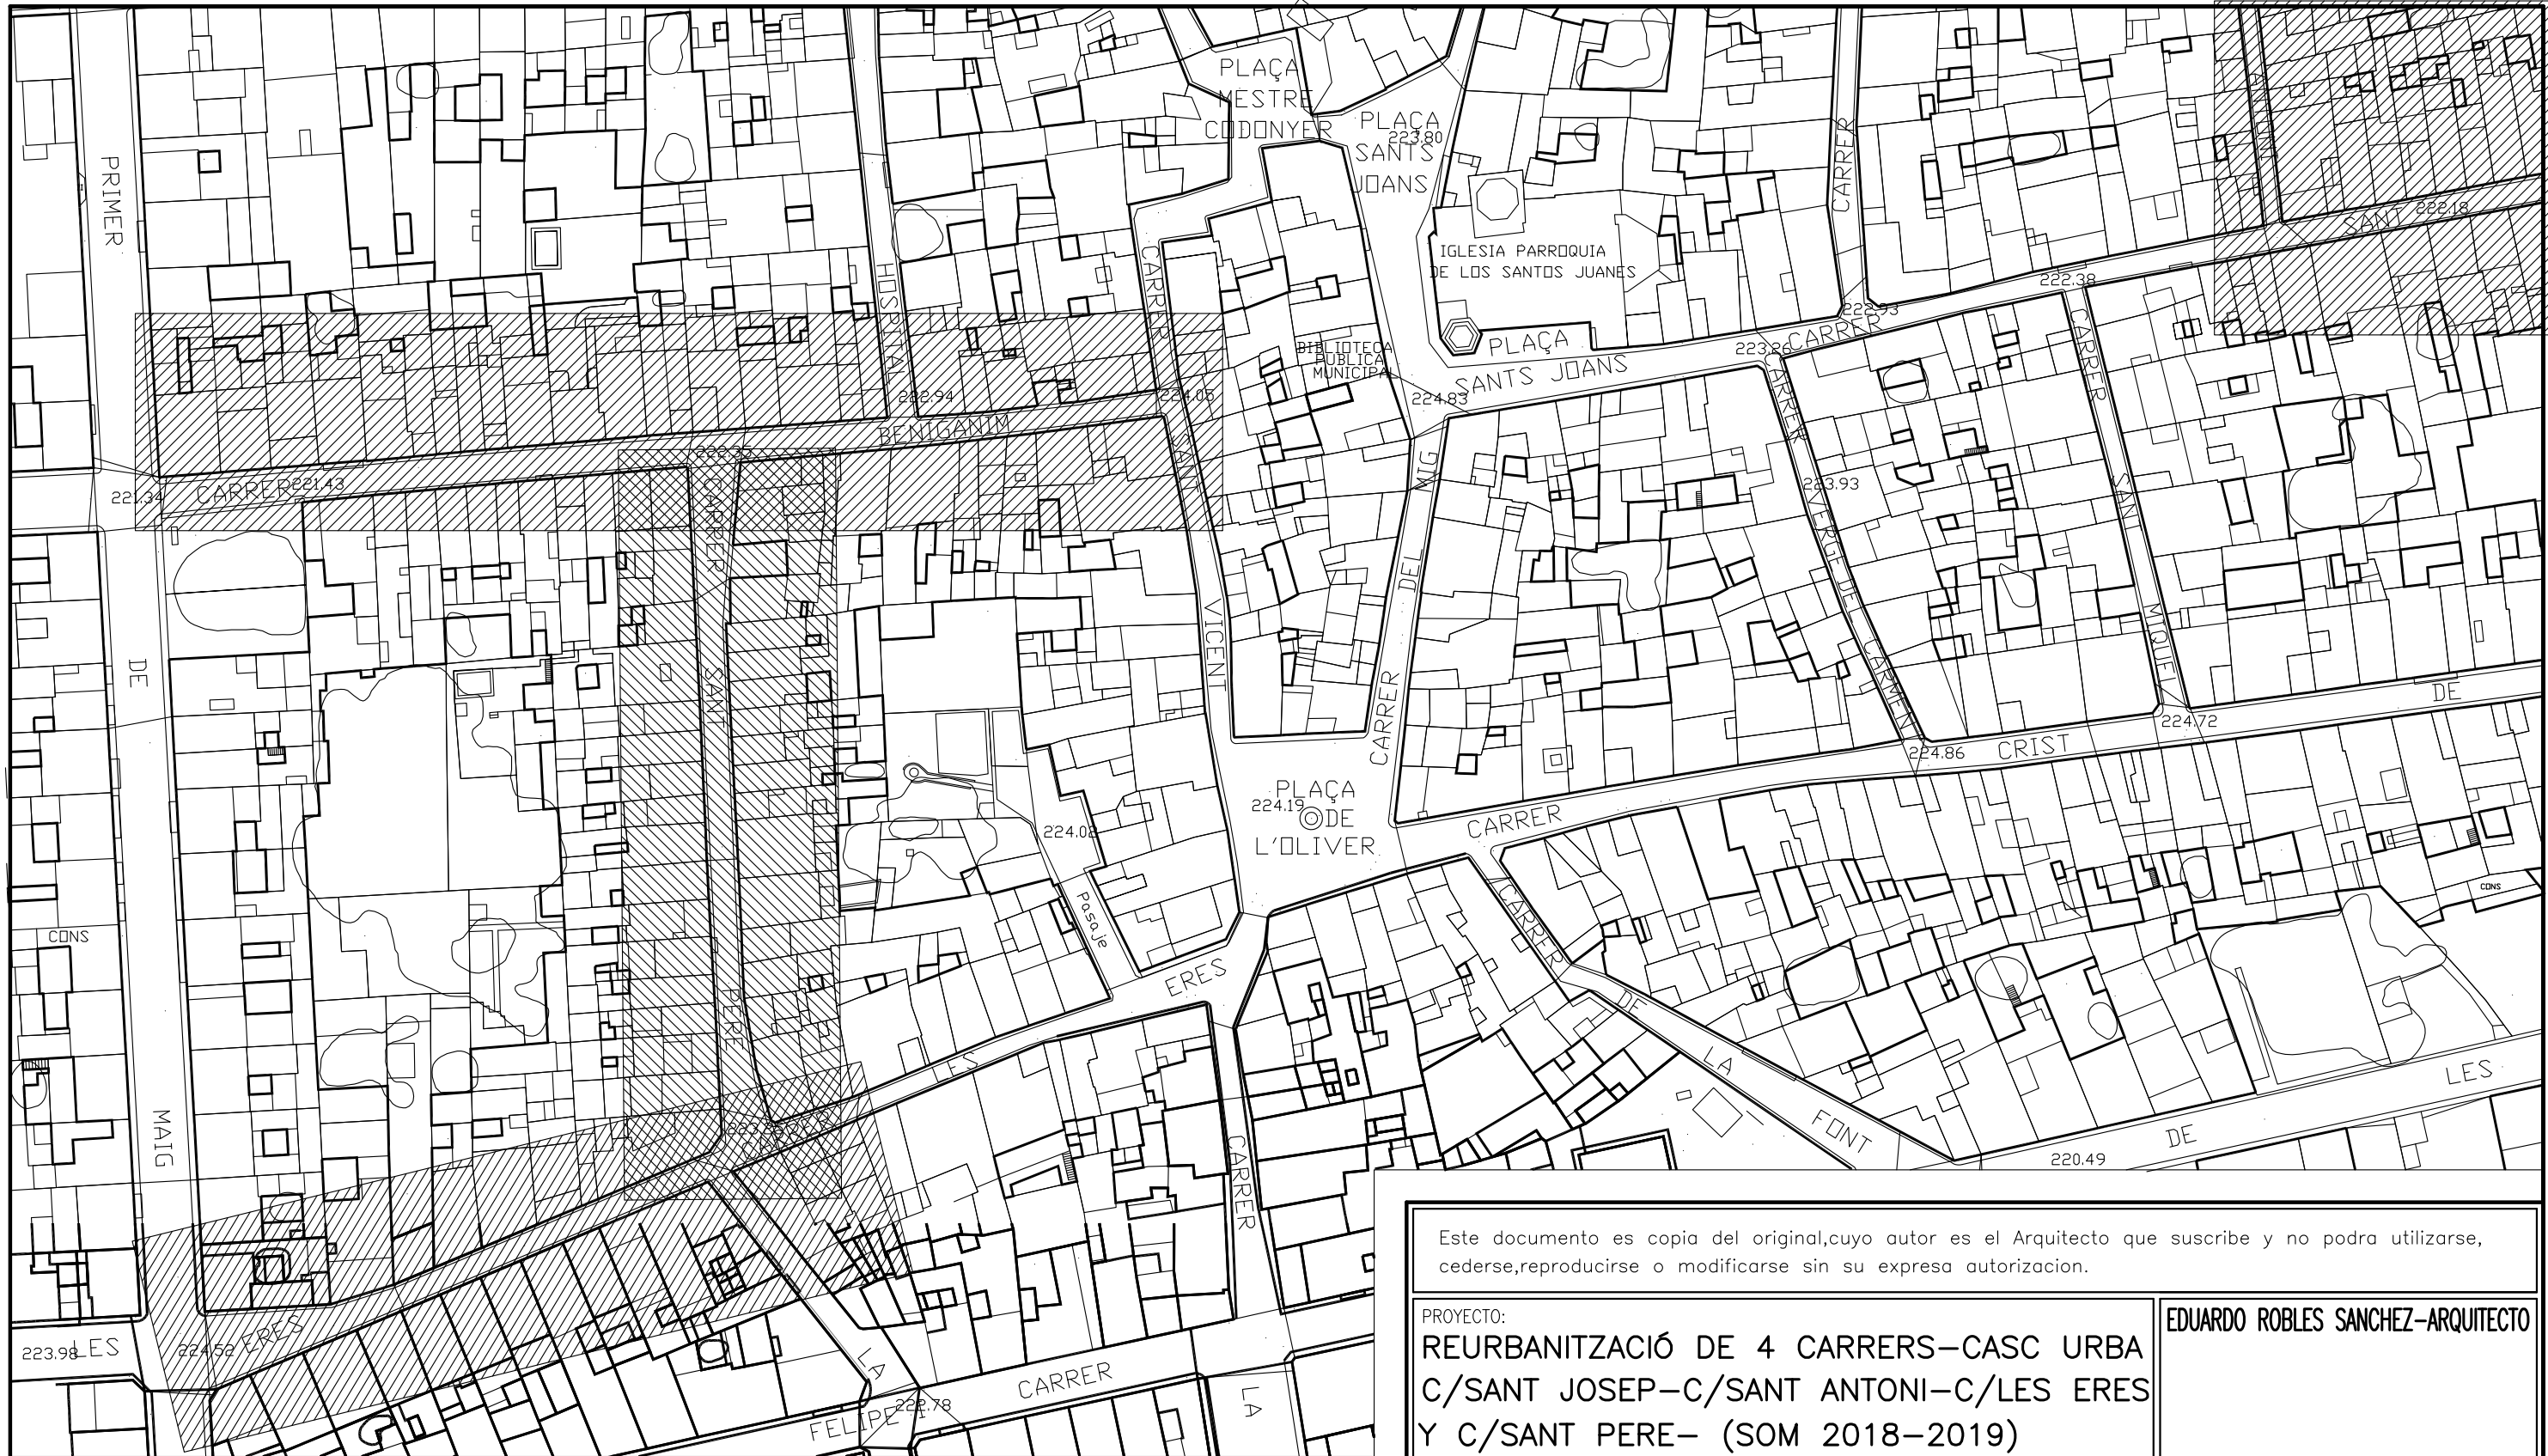 PRIMER
DE
MAIG
CONS
LES
223.98
224.52
ERES
221.34
CARRER
221.43
222.35
BENIGANIM
222.94
224.05
HOSPITAL
CARRER
SANT
VICENT
CARRER
SANT
PERE
PLAÇA
MESTRE
CODONYER
PLAÇA
223.80
SANTS
JOANS
IGLESIA PARROQUIA
DE LOS SANTOS JUANES
BIBLIOTECA
PUBLICA
MUNICIPAL
PLAÇA
SANTS JOANS
224.83
CARRER
DEL
MIG
CARRER
222.93
223.26
CARRER
222.38
SANT
222.18
ANTONI
CARRER
223.93
VERGE DEL
CARMEN
CARRER
SANT
MIQUEL
224.72
224.86
CARRER
CRIST
DE
PLAÇA
224.19
DE
L'OLIVER
224.02
Pasaje
LES
ERES
CARRER
DE
LA
FONT
220.49
DE
LES
CONS
CARRER
LA
LA
FELIPE II
222.78
CARRER
Este documento es copia del original,cuyo autor es el Arquitecto que suscribe y no podra utilizarse,
cederse,reproducirse o modificarse sin su expresa autorizacion.
PROYECTO:
REURBANITZACIÓ DE 4 CARRERS-CASC URBA
C/SANT JOSEP-C/SANT ANTONI-C/LES ERES
Y C/SANT PERE- (SOM 2018-2019)
EDUARDO ROBLES SANCHEZ-ARQUITECTO